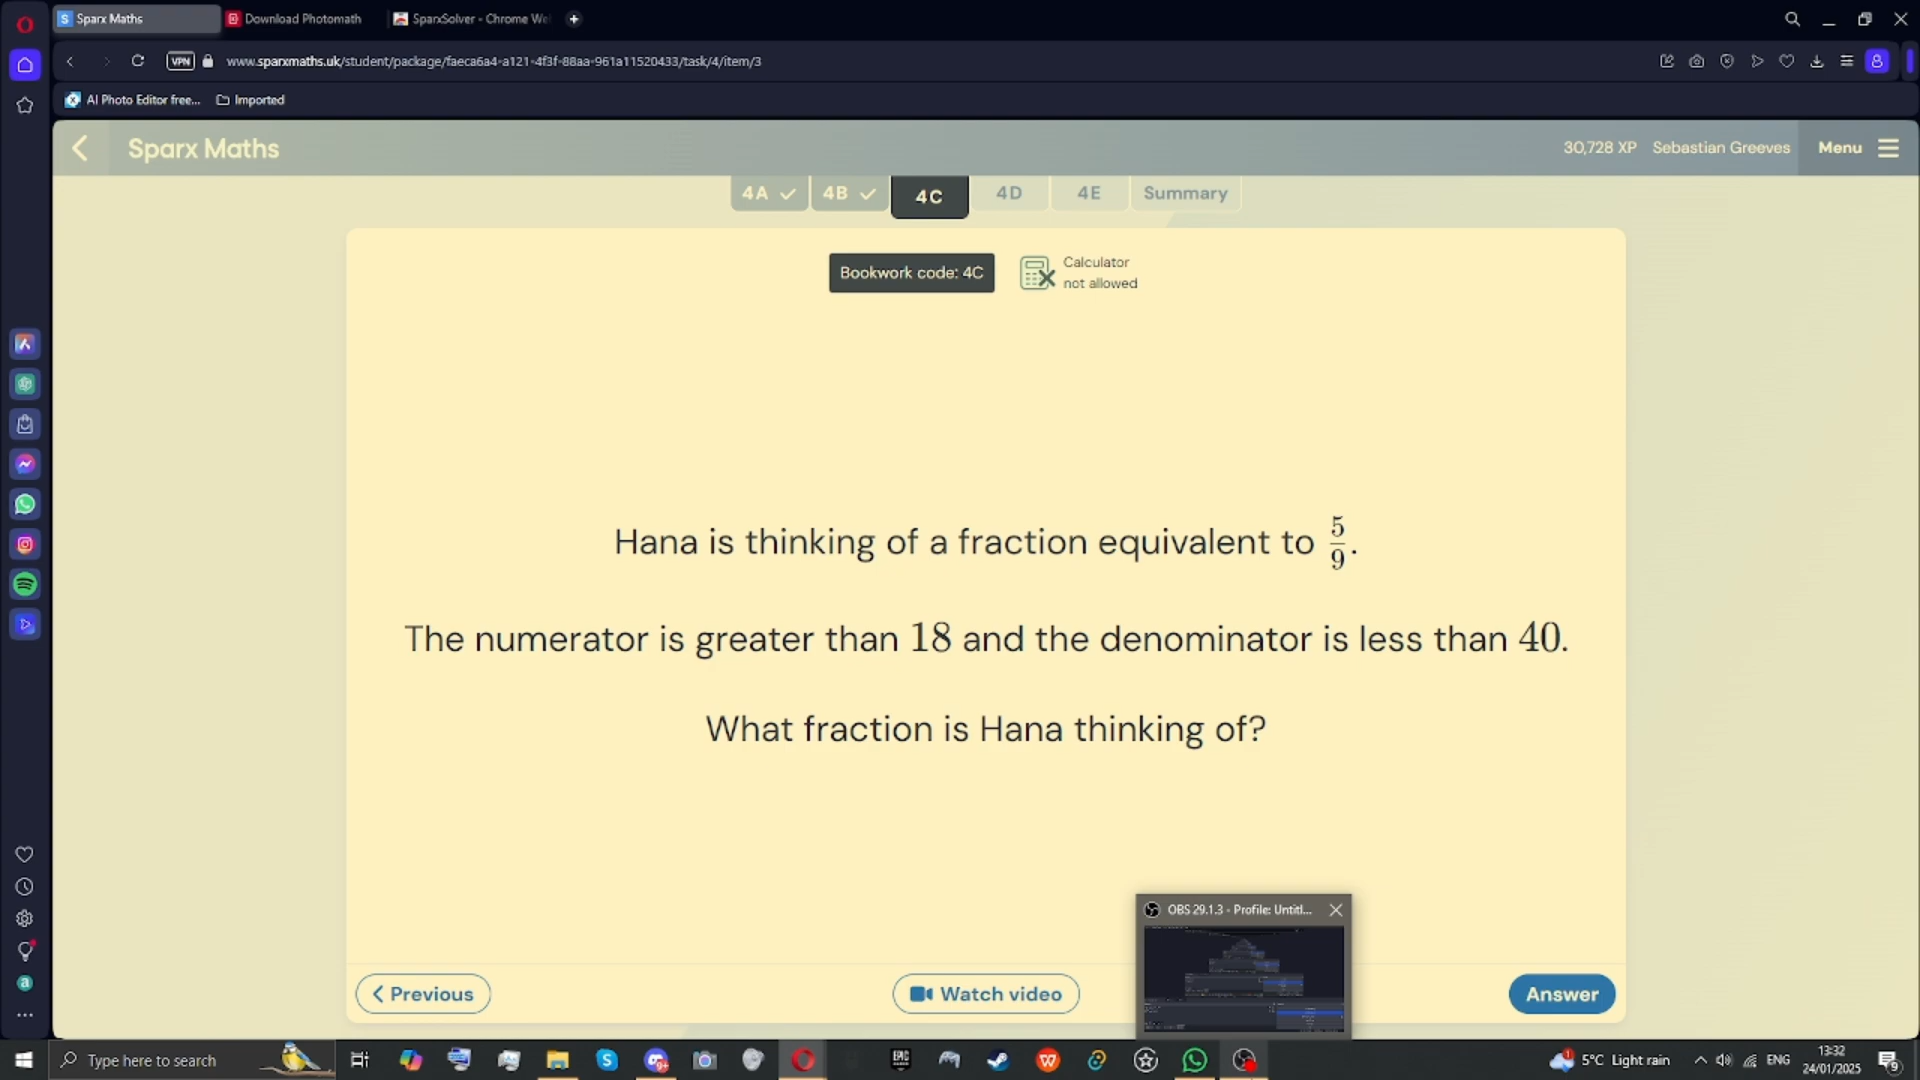 Sparx Maths
Download Photomath
SparxSolver - Chrome We
VPN
www.sparxmaths.uk/student/package/faeca6a4-a121-4f3f-88aa-961a11520433/task/4/item/3
AI Photo Editor free...
Imported
Sparx Maths
30,728 XP
Sebastian Greeves
Menu
4A
4B
4C
4D
4E
Summary
Bookwork code: 4C
Calculator
not allowed
Hana is thinking of a fraction equivalent to 5/9.
The numerator is greater than 18 and the denominator is less than 40.
What fraction is Hana thinking of?
OBS 29.1.3 - Profile: Untitl...
Previous
Watch video
Answer
Type here to search
EPIC
5°C Light rain
ENG
13:32
24/01/2025